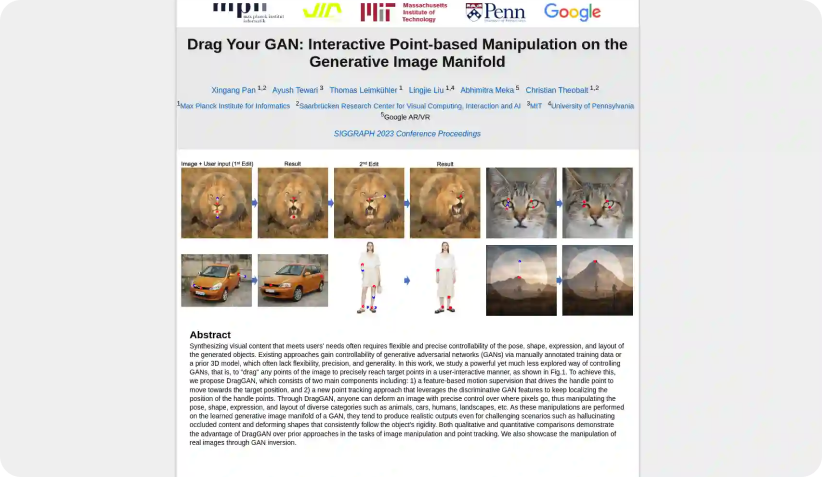 mpn
max planck institut
informatik
VIA
MIT Massachusetts
Institute of
Technology
Penn
Google
Drag Your GAN: Interactive Point-based Manipulation on the
Generative Image Manifold
Xingang Pan 1,2 Ayush Tewari 3 Thomas Leimkühler 1 Lingjie Liu 1,4 Abhimitra Meka 5 Christian Theobalt 1,2
1Max Planck Institute for Informatics 2Saarbrücken Research Center for Visual Computing, Interaction and AI 3MIT 4University of Pennsylvania
5Google AR/VR
SIGGRAPH 2023 Conference Proceedings
Image + User input (1st Edit) Result 2nd Edit Result
Abstract
Synthesizing visual content that meets users' needs often requires flexible and precise controllability of the pose, shape, expression, and layout of
the generated objects. Existing approaches gain controllability of generative adversarial networks (GANs) via manually annotated training data or
a prior 3D model, which often lack flexibility, precision, and generality. In this work, we study a powerful yet much less explored way of controlling
GANs, that is, to "drag" any points of the image to precisely reach target points in a user-interactive manner, as shown in Fig.1. To achieve this,
we propose DragGAN, which consists of two main components including: 1) a feature-based motion supervision that drives the handle point to
move towards the target position, and 2) a new point tracking approach that leverages the discriminative GAN features to keep localizing the
position of the handle points. Through DragGAN, anyone can deform an image with precise control over where pixels go, thus manipulating the
pose, shape, expression, and layout of diverse categories such as animals, cars, humans, landscapes, etc. As these manipulations are performed
on the learned generative image manifold of a GAN, they tend to produce realistic outputs even for challenging scenarios such as hallucinating
occluded content and deforming shapes that consistently follow the object's rigidity. Both qualitative and quantitative comparisons demonstrate
the advantage of DragGAN over prior approaches in the tasks of image manipulation and point tracking. We also showcase the manipulation of
real images through GAN inversion.